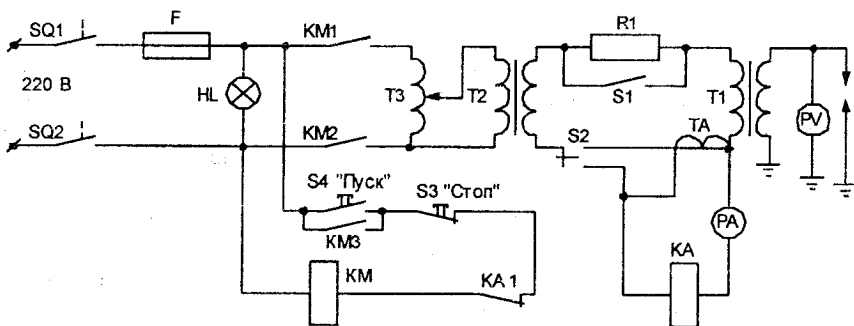 SQ1
F
KM1
R1
220 В
HL
T3
T2
S1
T1
PV
SQ2
KM2
S2
TA
S4 "Пуск"
S3 "Стоп"
KM3
PA
KM
KA 1
KA